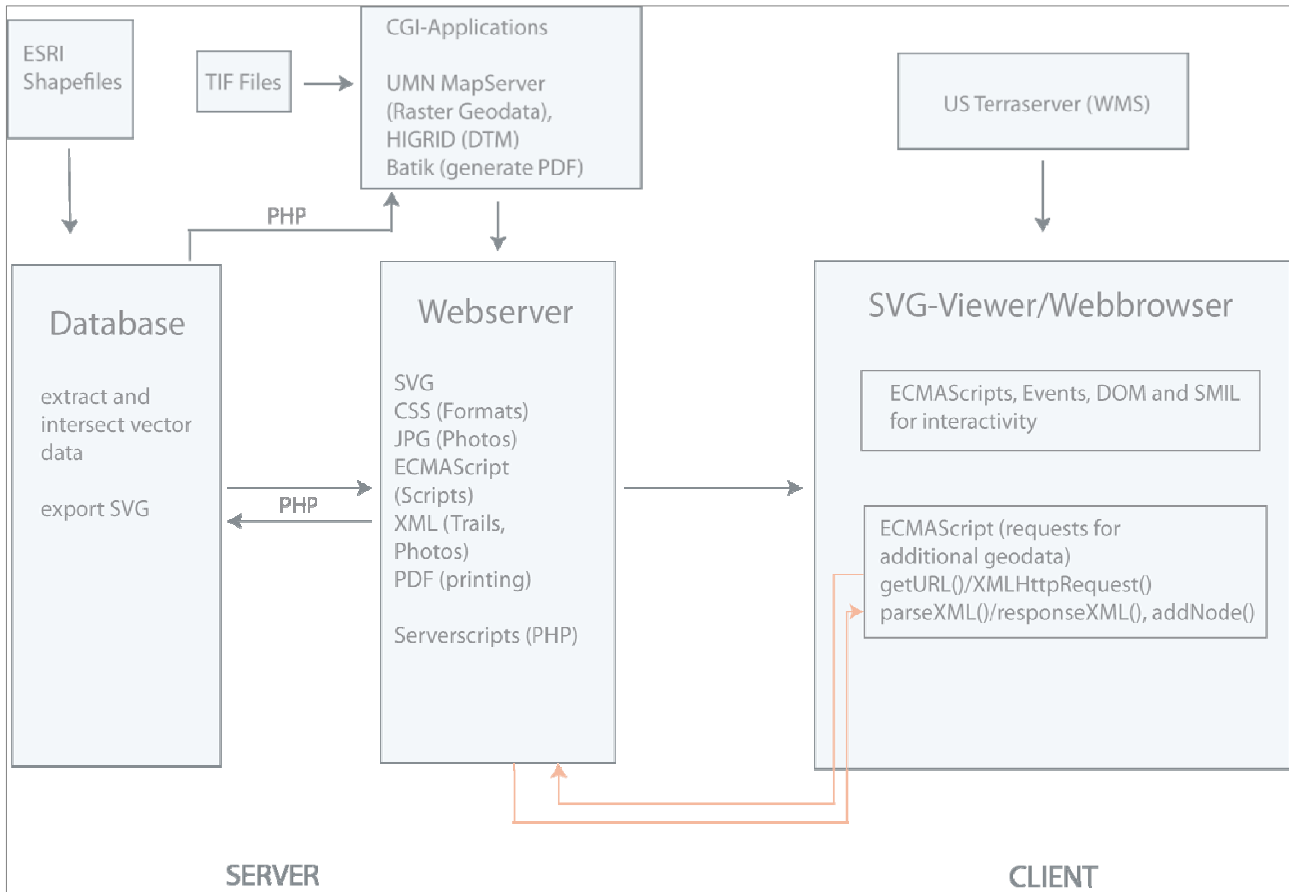 ESRI
Shapefiles
TIF Files
CGI-Applications
UMN MapServer
(Raster Geodata),
HIGRID (DTM)
Batik (generate PDF)
US Terraserver (WMS)
PHP
Database
extract and
intersect vector
data
export SVG
PHP
Webserver
SVG
CSS (Formats)
JPG (Photos)
ECMAScript
(Scripts)
XML (Trails,
Photos)
PDF (printing)
Serverscripts (PHP)
SVG-Viewer/Webbrowser
ECMAScripts, Events, DOM and SMIL
for interactivity
ECMAScript (requests for
additional geodata)
getURL()/XMLHttpRequest()
parseXML()/responseXML(), addNode()
SERVER
CLIENT